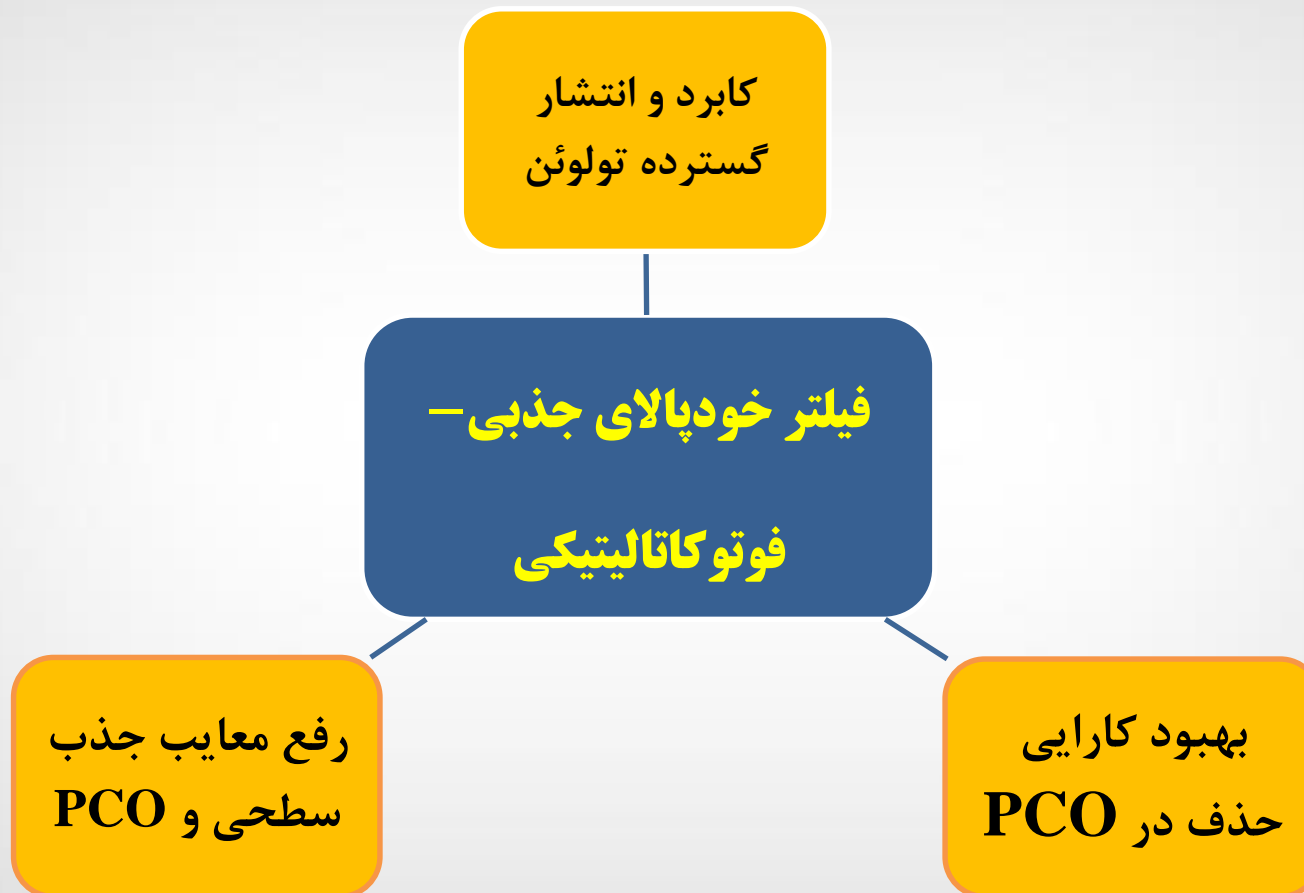 کابرد و انتشار
گسترده تولوئن
فیلتر خودپالای جذبی–
فوتوکاتالیتیکی
بهبود کارایی
حذف در PCO
رفع معایب جذب
سطحی و PCO